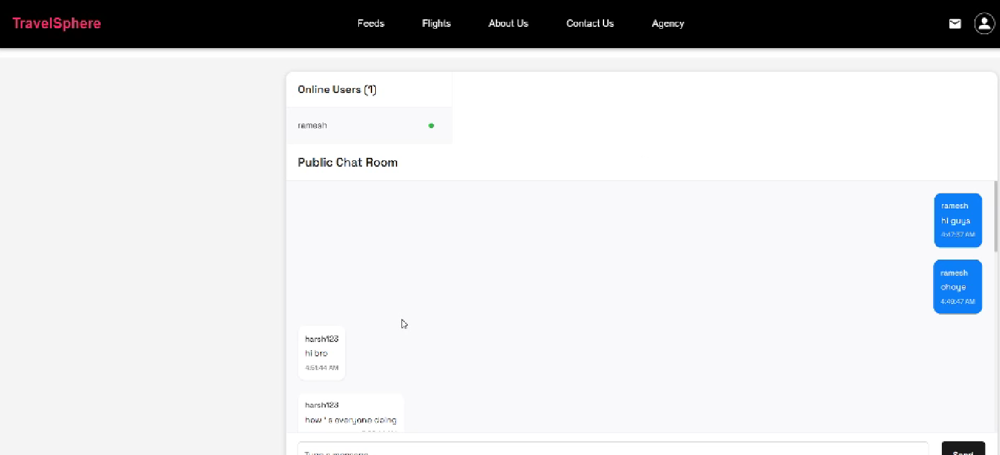 TravelSphere
Feeds
Flights
About Us
Contact Us
Agency
Online Users (1)
ramesh
Public Chat Room
ramesh
hi guys
4:47:37 AM
ramesh
ohoye
4:49:47 AM
harsh123
hi bro
4:51:44 AM
harsh123
how ' s everyone doing
Type a message
Send